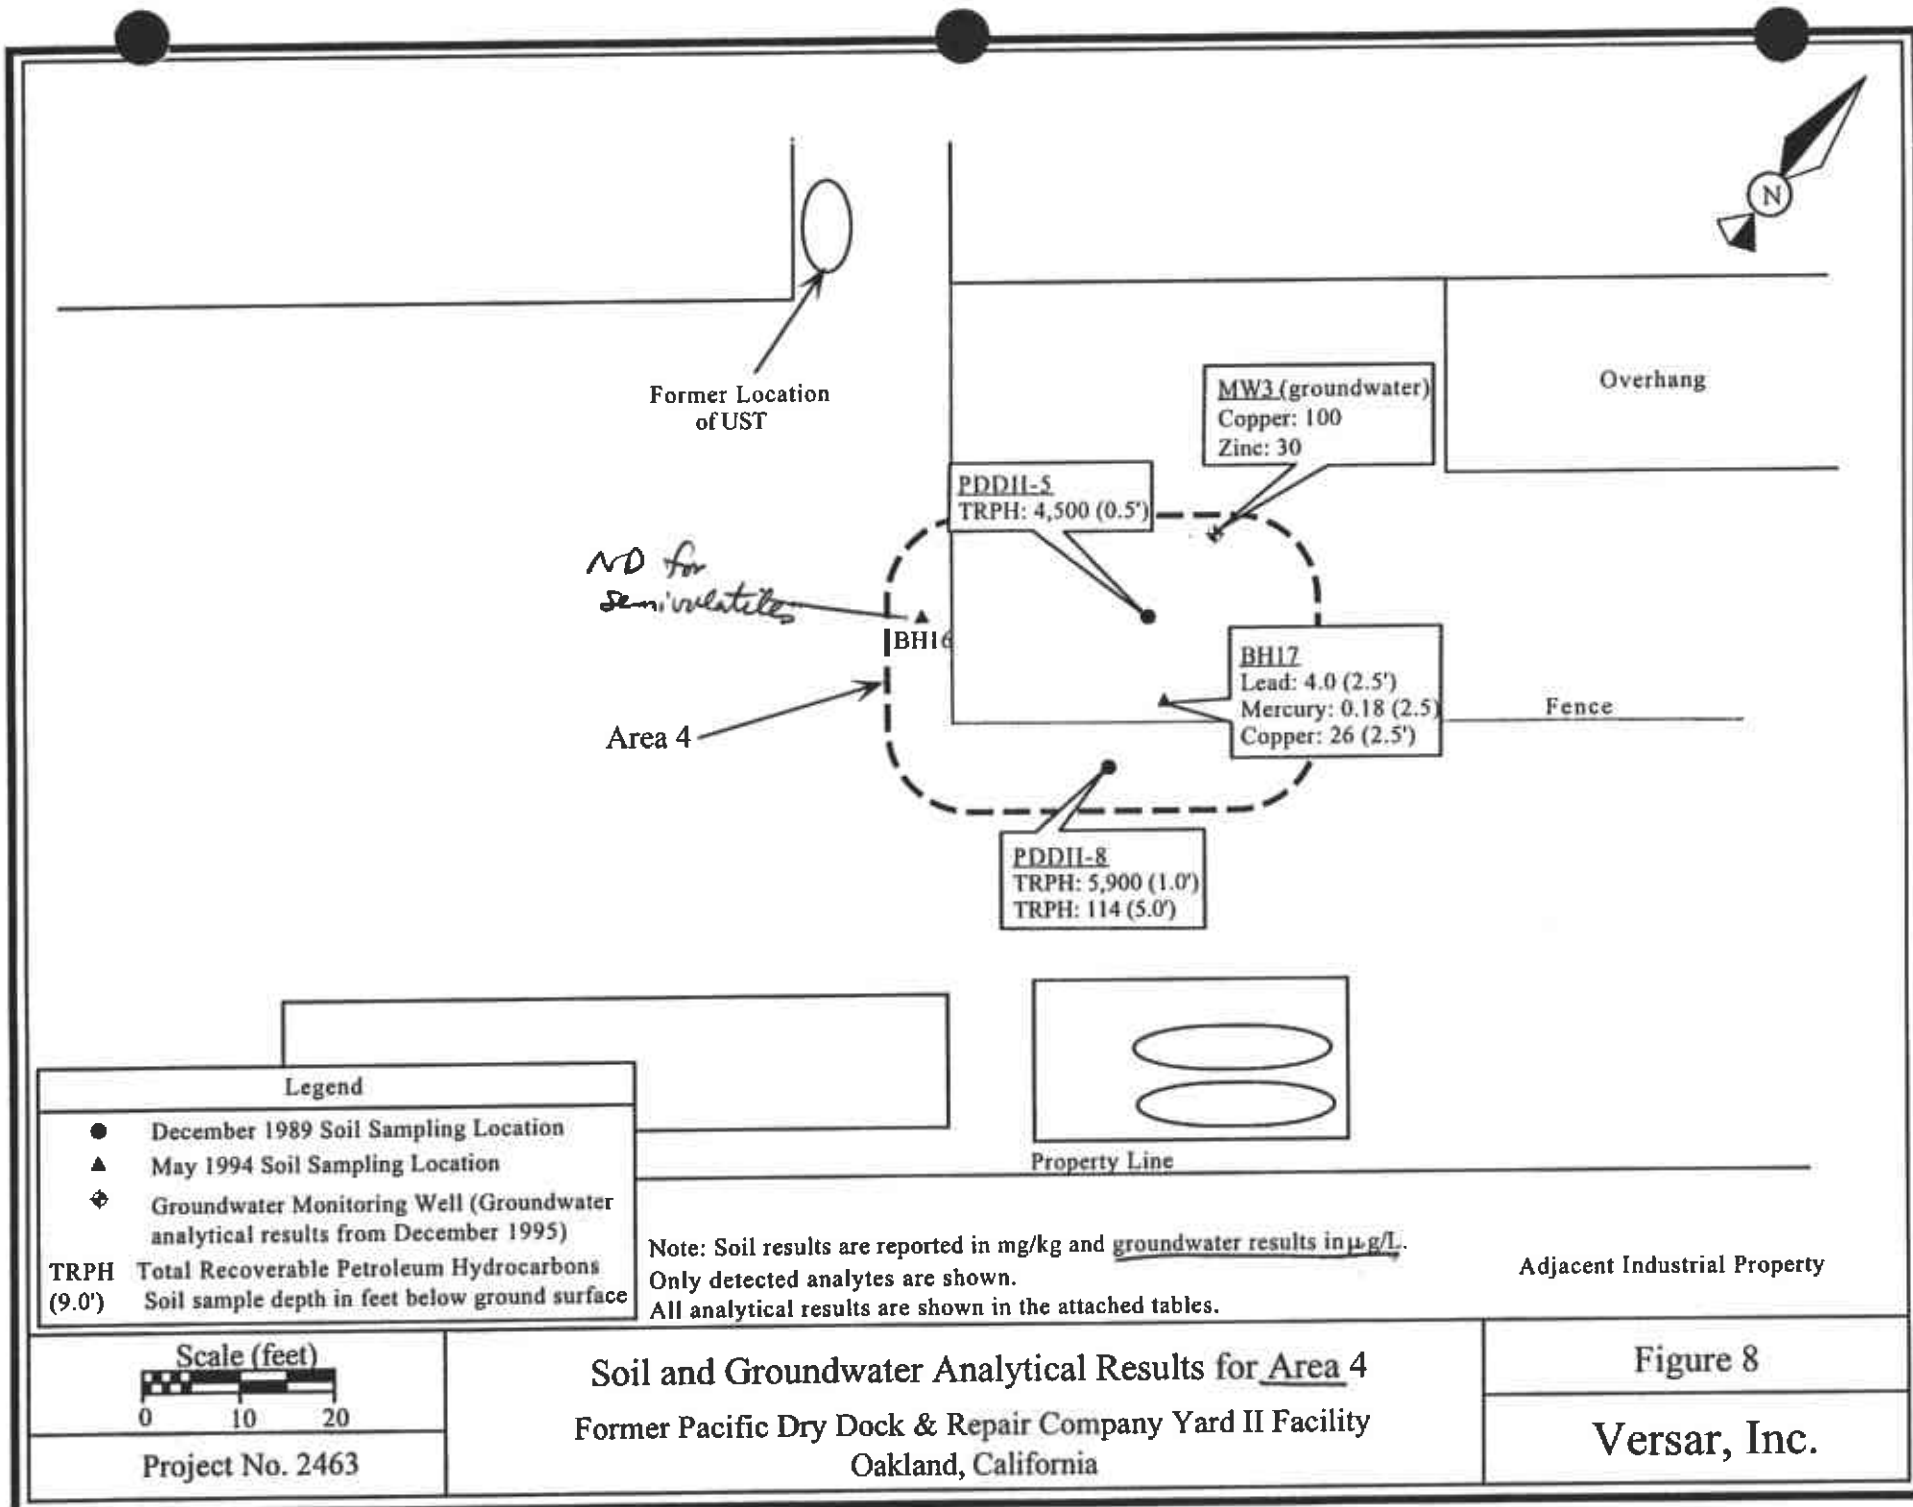 N
Former Location
of UST
Overhang
MW3 (groundwater)
Copper: 100
Zinc: 30
PDDII-5
TRPH: 4,500 (0.5')
ND for
semivolatiles
BH16
BH17
Lead: 4.0 (2.5')
Mercury: 0.18 (2.5)
Copper: 26 (2.5')
Fence
Area 4
PDDII-8
TRPH: 5,900 (1.0')
TRPH: 114 (5.0')
Legend
December 1989 Soil Sampling Location
May 1994 Soil Sampling Location
Groundwater Monitoring Well (Groundwater
analytical results from December 1995)
TRPH Total Recoverable Petroleum Hydrocarbons
(9.0') Soil sample depth in feet below ground surface
Property Line
Note: Soil results are reported in mg/kg and groundwater results in µg/L.
Only detected analytes are shown.
All analytical results are shown in the attached tables.
Adjacent Industrial Property
Scale (feet)
0 10 20
Project No. 2463
Soil and Groundwater Analytical Results for Area 4
Former Pacific Dry Dock & Repair Company Yard II Facility
Oakland, California
Figure 8
Versar, Inc.